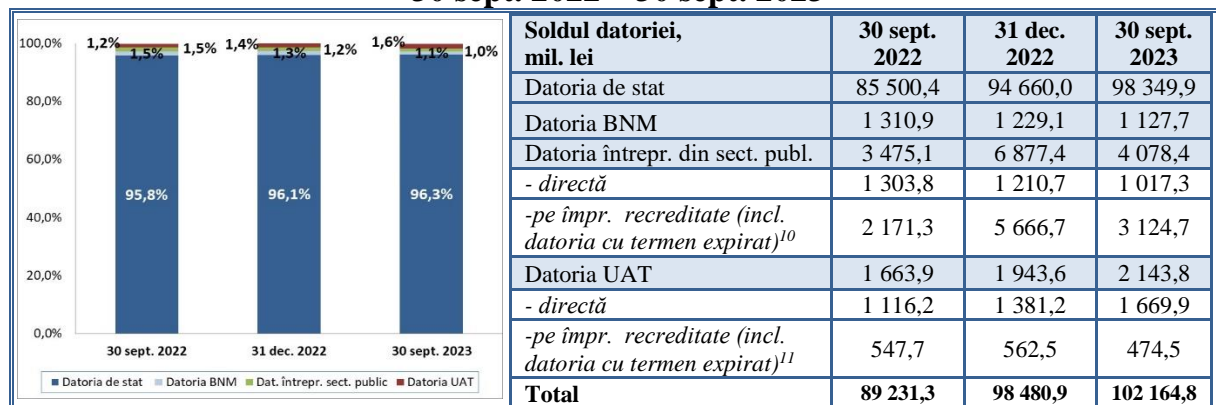 30 sept. 2022 – 30 sept. 2023
100,0%
80,0%
60,0%
40,0%
20,0%
0,0%
1,2%
1,5%
1,5%
1,4%
1,3%
1,2%
1,6%
1,1%
1,0%
95,8%
96,1%
96,3%
30 sept. 2022
31 dec. 2022
30 sept. 2023
Datoria de stat Datoria BNM Dat. întrepr. sect. public Datoria UAT
Soldul datoriei, 30 sept. 31 dec. 30 sept.
mil. lei 2022 2022 2023
Datoria de stat 85 500,4 94 660,0 98 349,9
Datoria BNM 1 310,9 1 229,1 1 127,7
Datoria întrepr. din sect. publ. 3 475,1 6 877,4 4 078,4
- directă 1 303,8 1 210,7 1 017,3
-pe împr. recreditate (incl.
datoria cu termen expirat)10 2 171,3 5 666,7 3 124,7
Datoria UAT 1 663,9 1 943,6 2 143,8
- directă 1 116,2 1 381,2 1 669,9
-pe împr. recreditate (incl.
datoria cu termen expirat)11 547,7 562,5 474,5
Total 89 231,3 98 480,9 102 164,8